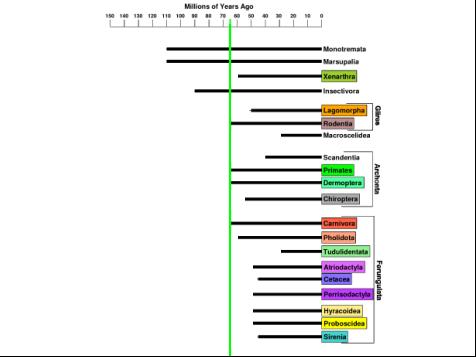 Millions of Years Ago
150 140 130 120 110 100 90 80 70 60 50 40 30 20 10 0
Monotremata
Marsupalia
Xenarthra
Insectivora
Lagomorpha
Rodentia
Glires
Macroscelidea
Scandentia
Primates
Dermoptera
Chiroptera
Archonta
Carnivora
Pholidota
Tudulidentata
Atriodactyla
Cetacea
Perrisodactyla
Hyracoidea
Proboscidea
Sirenia
Ferungulata